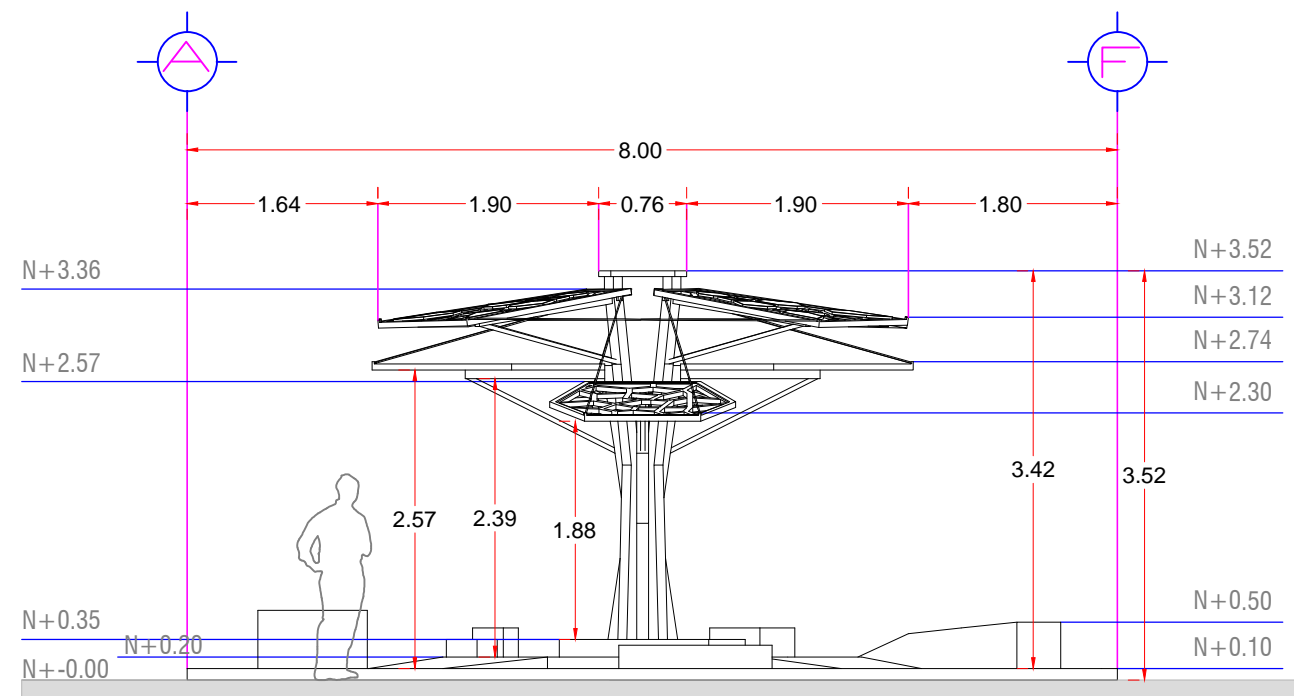 A
F
8.00
1.64
1.90
0.76
1.90
1.80
N+3.52
N+3.36
N+3.12
N+2.74
N+2.57
N+2.30
3.42
3.52
2.57
2.39
1.88
N+0.50
N+0.35
N+0.20
N+0.10
N+-0.00